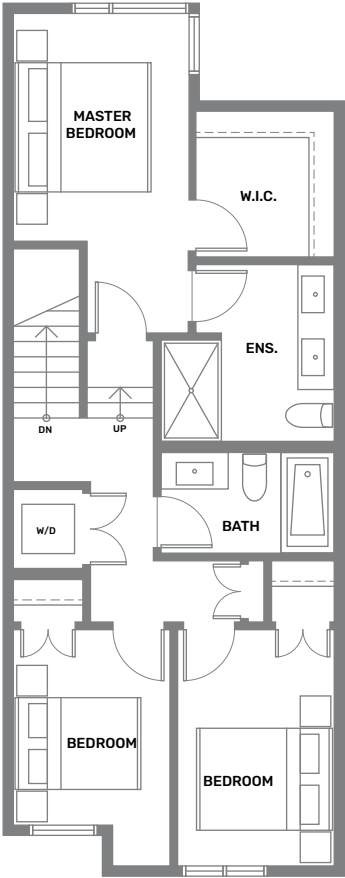 MASTER
BEDROOM
W.I.C.
ENS.
DN
UP
W/D
BATH
BEDROOM
BEDROOM